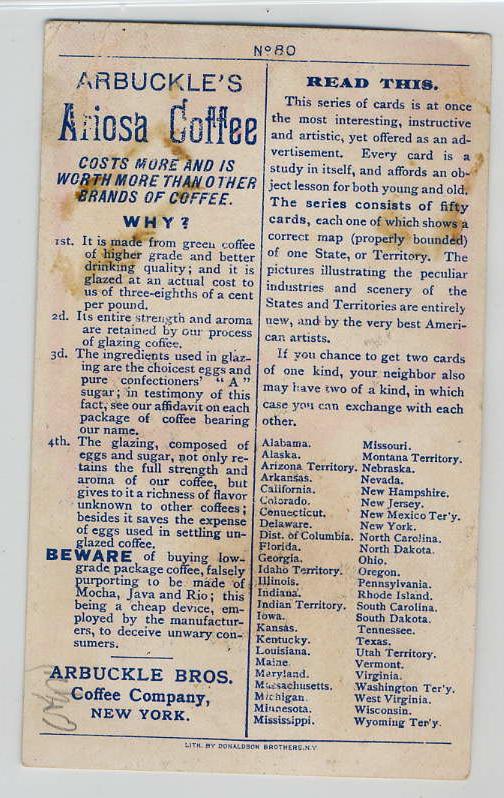 No 80
ARBUCKLE'S
Ariosa Coffee
COSTS MORE AND IS
WORTH MORE THAN OTHER
BRANDS OF COFFEE.
WHY?
1st. It is made from green coffee
of higher grade and better
drinking quality; and it is
glazed at an actual cost to
us of three-eighths of a cent
per pound.
2d. Its entire strength and aroma
are retained by our process
of glazing coffee.
3d. The ingredients used in glaz-
ing are the choicest eggs and
pure confectioners' "A"
sugar; in testimony of this
fact, see our affidavit on each
package of coffee bearing
our name.
4th. The glazing, composed of
eggs and sugar, not only re-
tains the full strength and
aroma of our coffee, but
gives to it a richness of flavor
unknown to other coffees;
besides it saves the expense
of eggs used in settling un-
glazed coffee.
BEWARE of buying low-
grade package coffee, falsely
purporting to be made of
Mocha, Java and Rio; this
being a cheap device, em-
ployed by the manufactur-
ers, to deceive unwary con-
sumers.
ARBUCKLE BROS.
Coffee Company,
NEW YORK.
READ THIS.
This series of cards is at once
the most interesting, instructive
and artistic, yet offered as an ad-
vertisement. Every card is a
study in itself, and affords an ob-
ject lesson for both young and old.
The series consists of fifty
cards, each one of which shows a
correct map (properly bounded)
of one State, or Territory. The
pictures illustrating the peculiar
industries and scenery of the
States and Territories are entirely
new, and by the very best Ameri-
can artists.
If you chance to get two cards
of one kind, your neighbor also
may have two of a kind, in which
case you can exchange with each
other.
Alabama.
Alaska.
Arizona Territory.
Arkansas.
California.
Colorado.
Connecticut.
Delaware.
Dist. of Columbia.
Florida.
Georgia.
Idaho Territory.
Illinois.
Indiana.
Indian Territory.
Iowa.
Kansas.
Kentucky.
Louisiana.
Maine.
Maryland.
Massachusetts.
Michigan.
Minnesota.
Mississippi.
Missouri.
Montana Territory.
Nebraska.
Nevada.
New Hampshire.
New Jersey.
New Mexico Ter'y.
New York.
North Carolina.
North Dakota.
Ohio.
Oregon.
Pennsylvania.
Rhode Island.
South Carolina.
South Dakota.
Tennessee.
Texas.
Utah Territory.
Vermont.
Virginia.
Washington Ter'y.
West Virginia.
Wisconsin.
Wyoming Ter'y.
LITH. BY DONALDSON BROTHERS, N.Y.